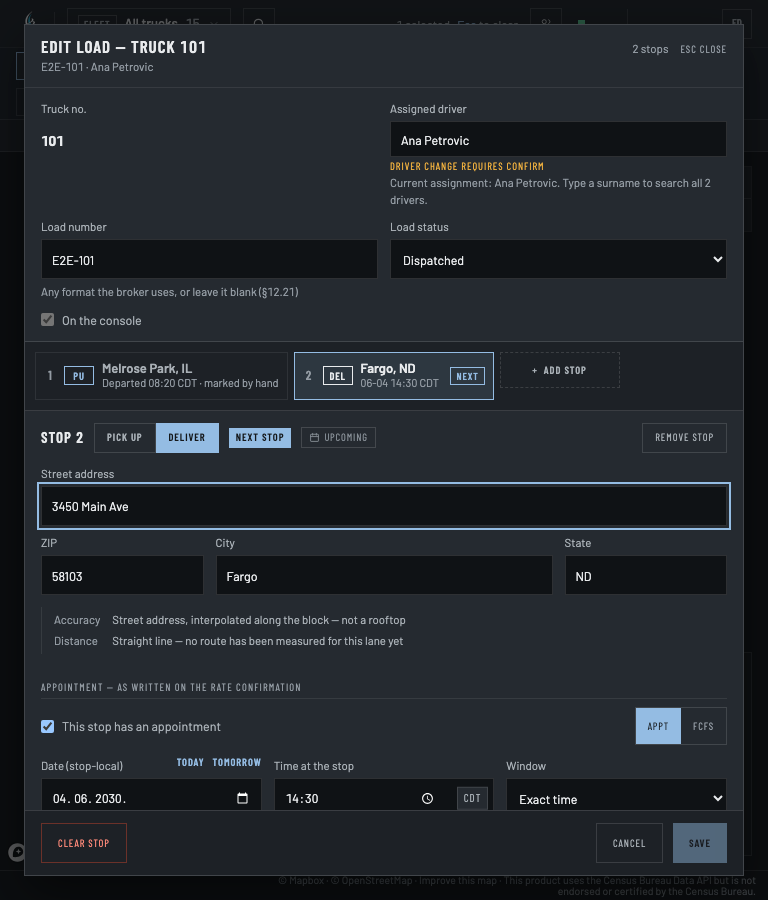 FLEET All trucks 15
EDIT LOAD — TRUCK 101
E2E-101 · Ana Petrovic
2 stops ESC CLOSE
Truck no.
101
Assigned driver
Ana Petrovic
DRIVER CHANGE REQUIRES CONFIRM
Current assignment: Ana Petrovic. Type a surname to search all 2
drivers.
Load number
E2E-101
Any format the broker uses, or leave it blank (§12.21)
Load status
Dispatched
On the console
1 PU Melrose Park, IL
Departed 08:20 CDT · marked by hand
2 DEL Fargo, ND
06-04 14:30 CDT NEXT
+ ADD STOP
STOP 2 PICK UP DELIVER NEXT STOP UPCOMING REMOVE STOP
Street address
3450 Main Ave
ZIP City State
58103 Fargo ND
Accuracy Street address, interpolated along the block — not a rooftop
Distance Straight line — no route has been measured for this lane yet
APPOINTMENT — AS WRITTEN ON THE RATE CONFIRMATION
This stop has an appointment APPT FCFS
Date (stop-local) TODAY TOMORROW Time at the stop Window
04. 06. 2030. 14:30 CDT Exact time
CLEAR STOP CANCEL SAVE
© Mapbox · © OpenStreetMap · Improve this map · This product uses the Census Bureau Data API but is not
endorsed or certified by the Census Bureau.